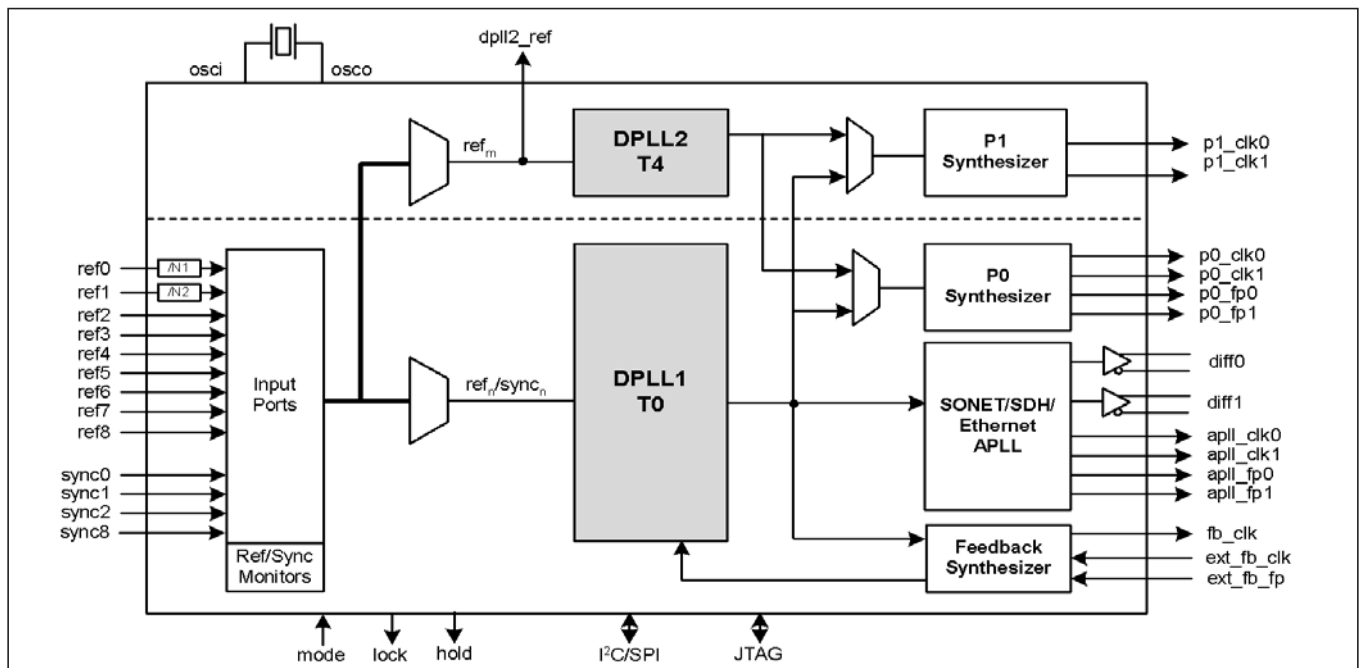 dpll2_ref
osci
osco
DPLL2
T4
ref_m
P1
Synthesizer
p1_clk0
p1_clk1
ref0
/N1
ref1
/N2
ref2
ref3
ref4
ref5
ref6
ref7
ref8
sync0
sync1
sync2
sync8
Input
Ports
Ref/Sync
Monitors
ref_n/sync_n
DPLL1
T0
P0
Synthesizer
p0_clk0
p0_clk1
p0_fp0
p0_fp1
SONET/SDH/
Ethernet
APLL
diff0
diff1
apll_clk0
apll_clk1
apll_fp0
apll_fp1
Feedback
Synthesizer
fb_clk
ext_fb_clk
ext_fb_fp
mode
lock
hold
I²C/SPI
JTAG